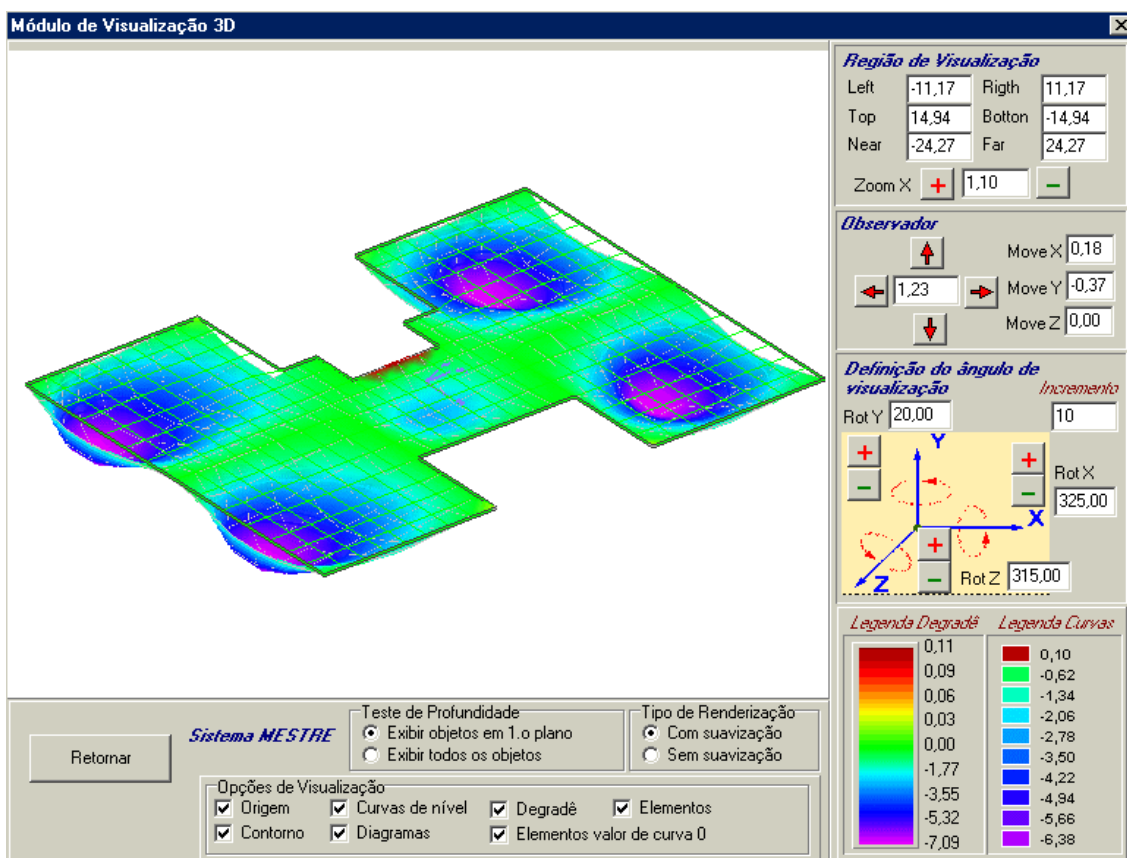 Módulo de Visualização 3D
Região de Visualização
Left -11,17 Rigth 11,17
Top 14,94 Botton -14,94
Near -24,27 Far 24,27
Zoom X + 1,10 -
Observador
Move X 0,18
1,23 Move Y -0,37
Move Z 0,00
Definição do ângulo de
visualização Incremento
Rot Y 20,00 10
+ Y +
- - Rot X
325,00
X
+
Z - Rot Z 315,00
Legenda Degradê Legenda Curvas
0,11
0,09
0,06
0,03
0,00
-1,77
-3,55
-5,32
-7,09
0,10
-0,62
-1,34
-2,06
-2,78
-3,50
-4,22
-4,94
-5,66
-6,38
Retornar
Sistema MESTRE
Teste de Profundidade
Exibir objetos em 1.o plano
Exibir todos os objetos
Tipo de Renderização
Com suavização
Sem suavização
Opções de Visualização
Origem Curvas de nível Degradê Elementos
Contorno Diagramas Elementos valor de curva 0